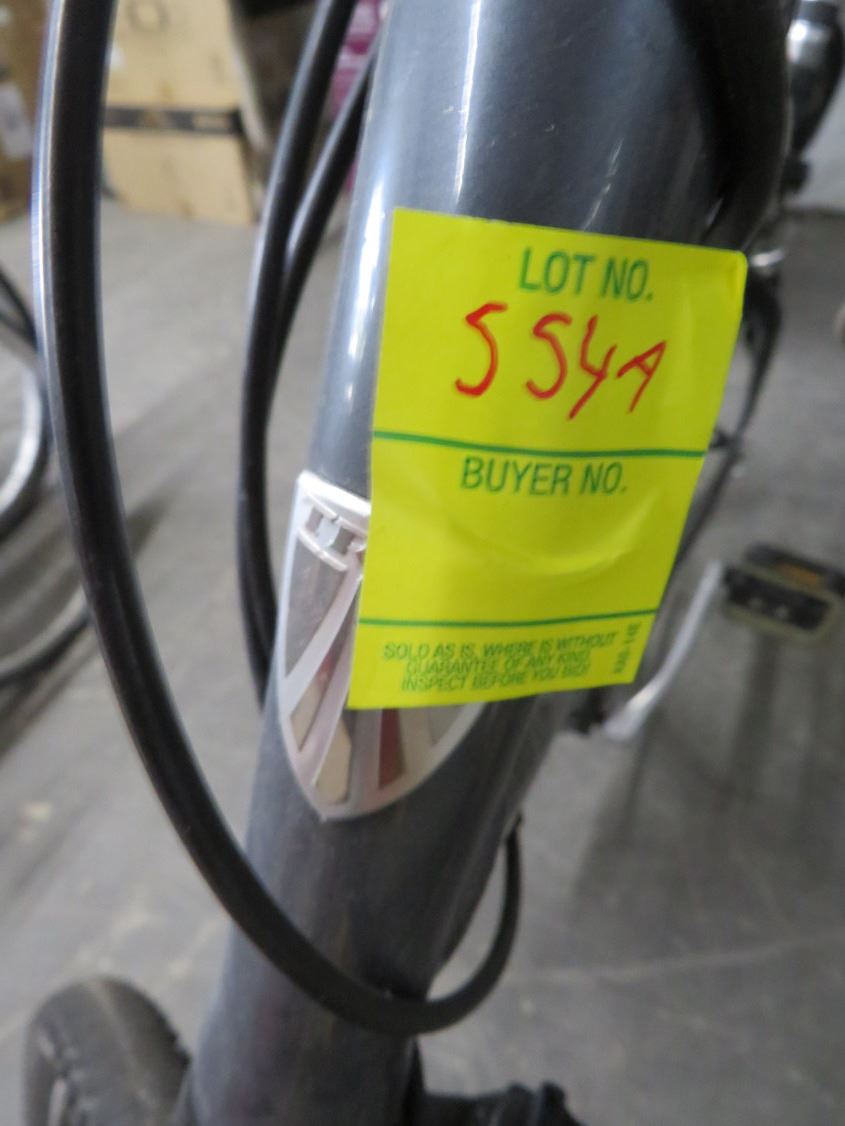 LOT NO.
554A
BUYER NO.
SOLD AS IS, WHERE IS WITHOUT
GUARANTEE OF ANY KIND
INSPECT BEFORE YOU BID!